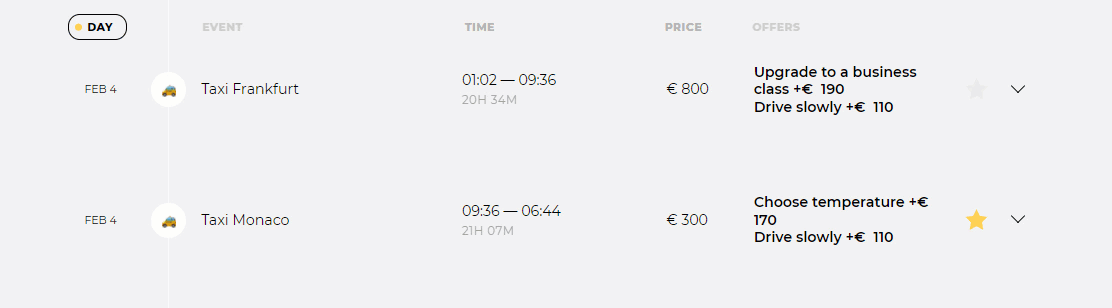 DAY EVENT TIME PRICE OFFERS
FEB 4 Taxi Frankfurt 01:02 — 09:36 € 800 Upgrade to a business
20H 34M class +€ 190
Drive slowly +€ 110
FEB 4 Taxi Monaco 09:36 — 06:44 € 300 Choose temperature +€
21H 07M 170
Drive slowly +€ 110